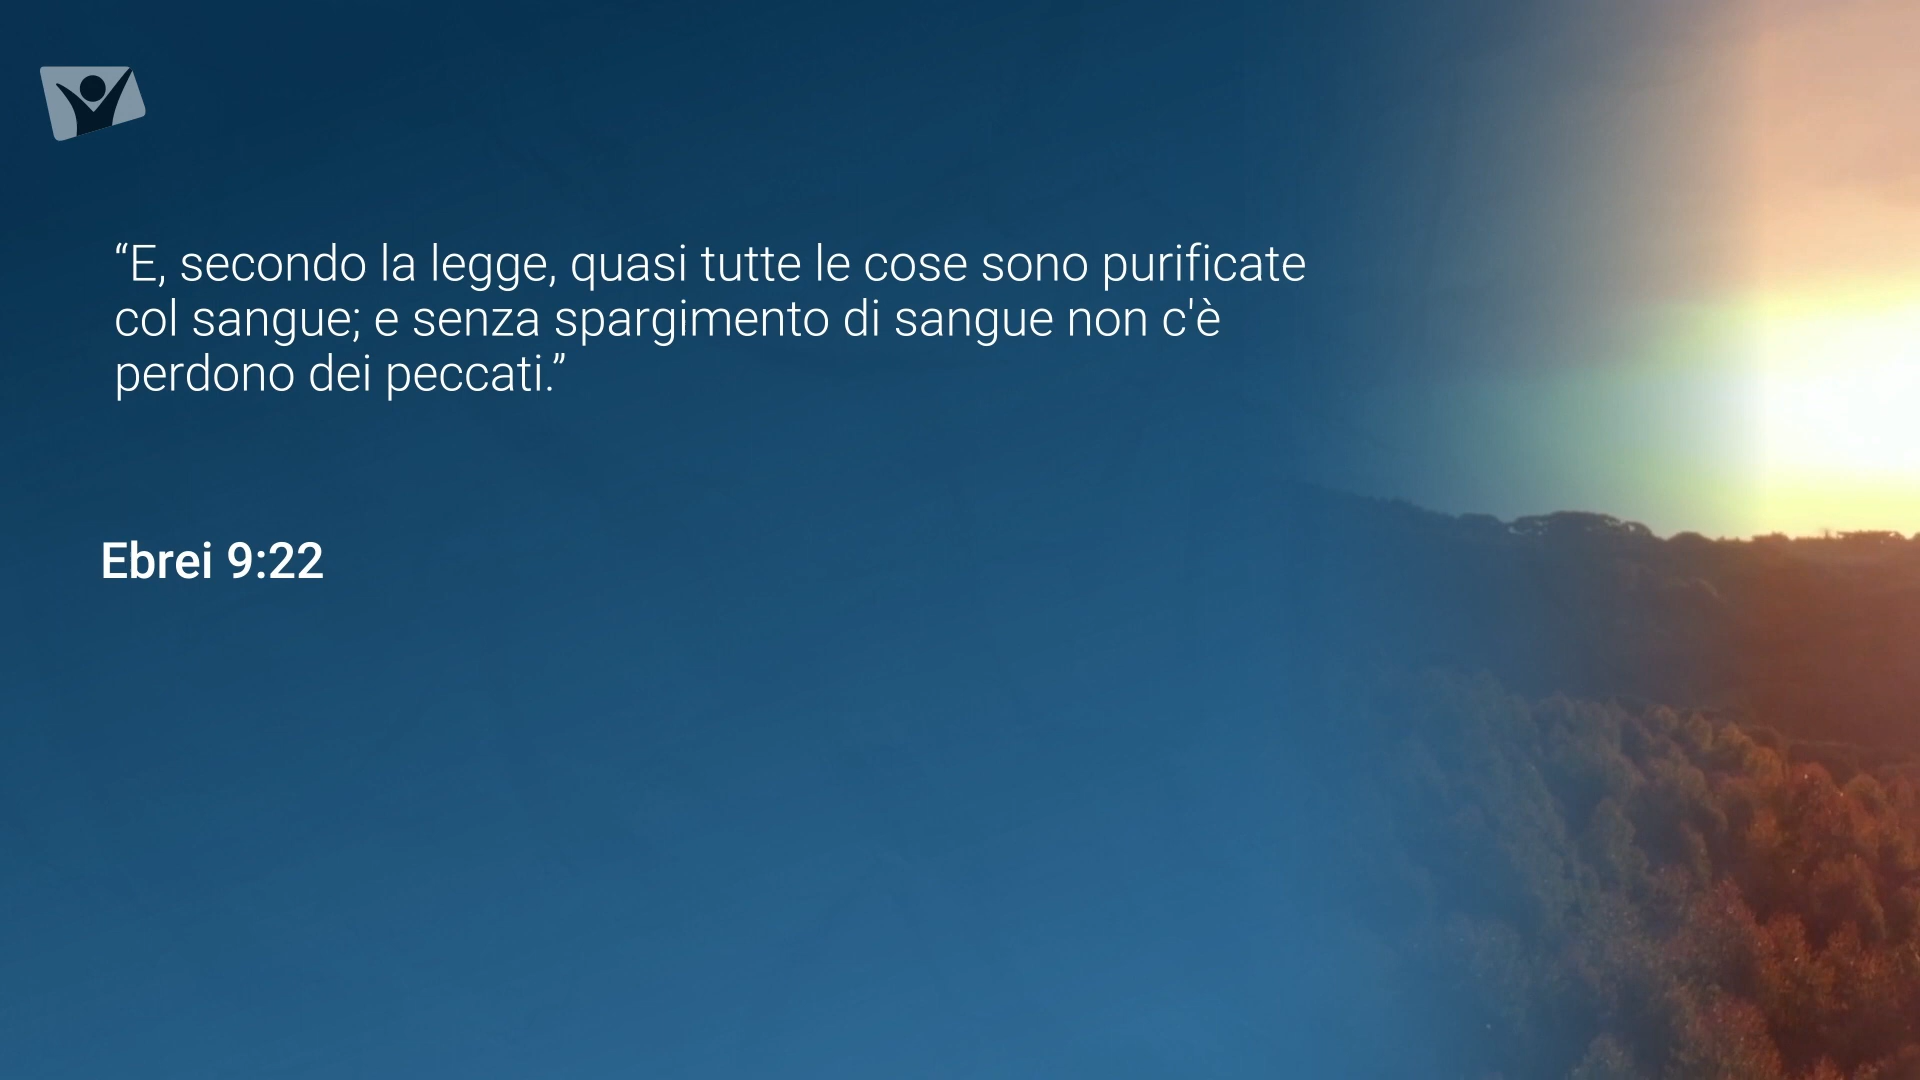 “E, secondo la legge, quasi tutte le cose sono purificate
col sangue; e senza spargimento di sangue non c'è
perdono dei peccati.”
Ebrei 9:22